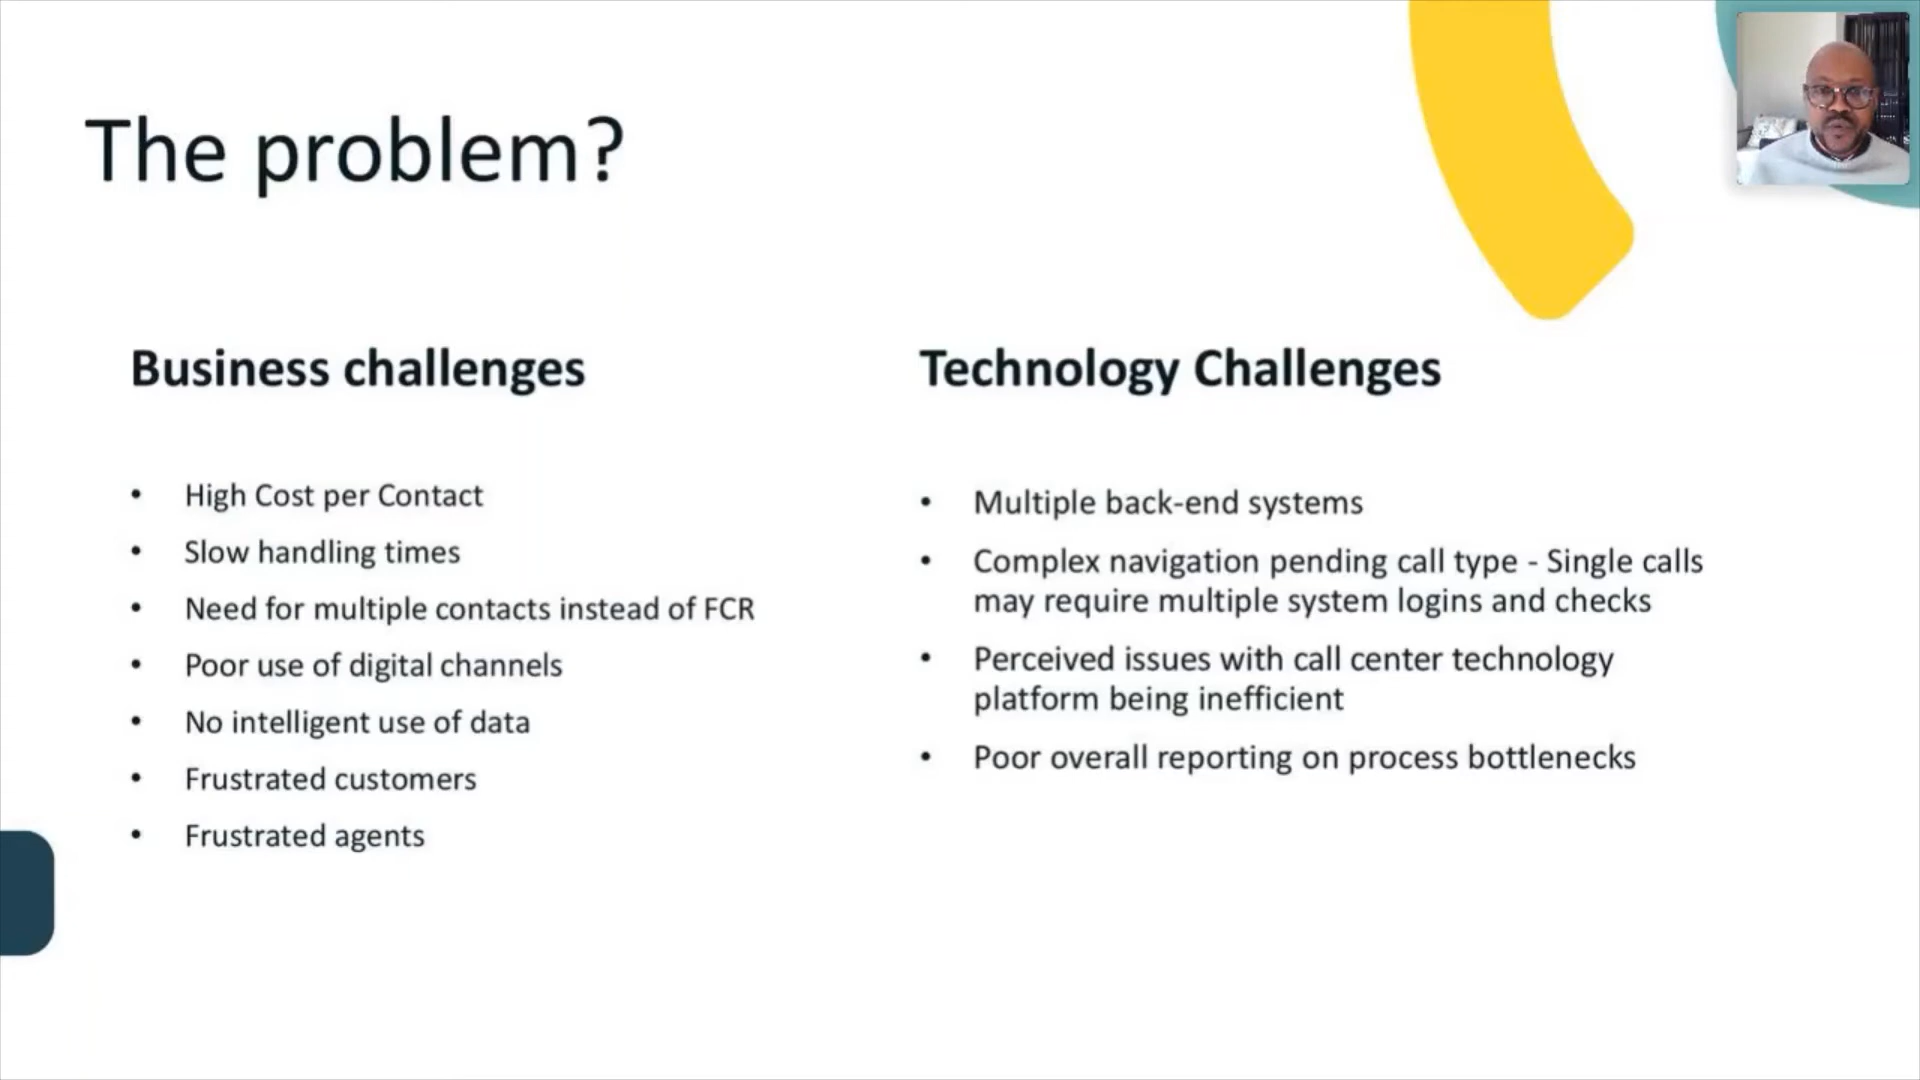 The problem?
Business challenges
• High Cost per Contact
• Slow handling times
• Need for multiple contacts instead of FCR
• Poor use of digital channels
• No intelligent use of data
• Frustrated customers
• Frustrated agents
Technology Challenges
• Multiple back-end systems
• Complex navigation pending call type - Single calls
may require multiple system logins and checks
• Perceived issues with call center technology
platform being inefficient
• Poor overall reporting on process bottlenecks